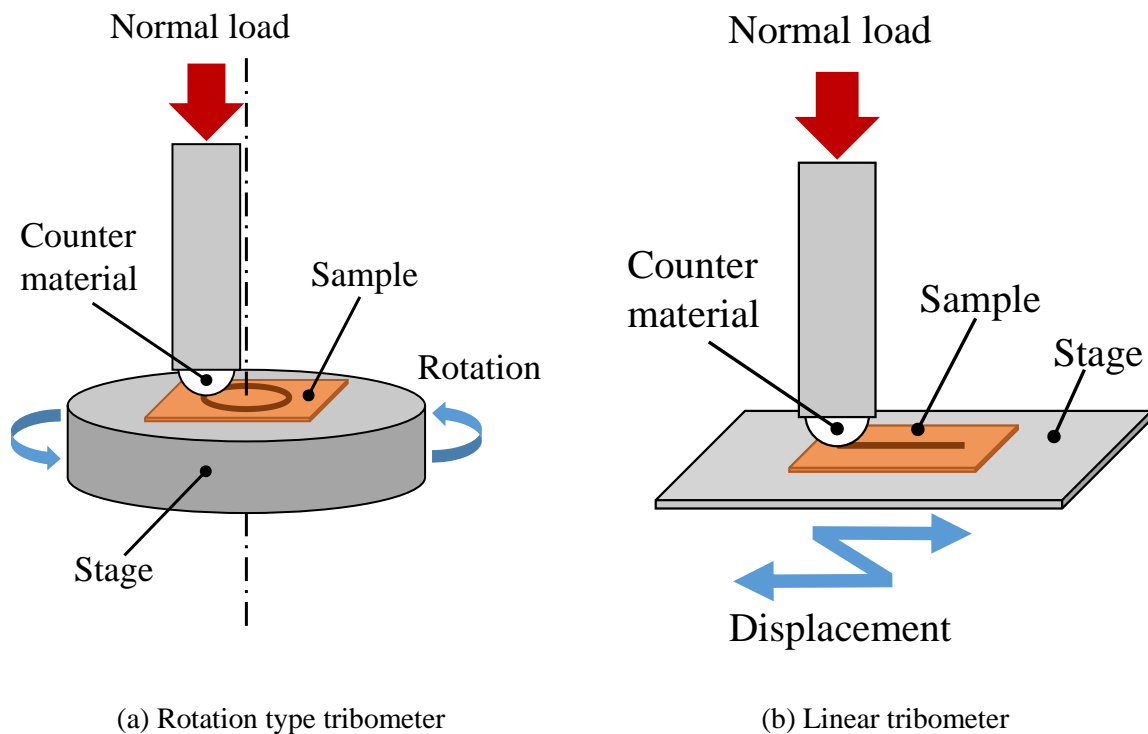 Normal load
Counter
material
Sample
Rotation
Stage
(a) Rotation type tribometer
Normal load
Counter
material
Sample
Stage
Displacement
(b) Linear tribometer